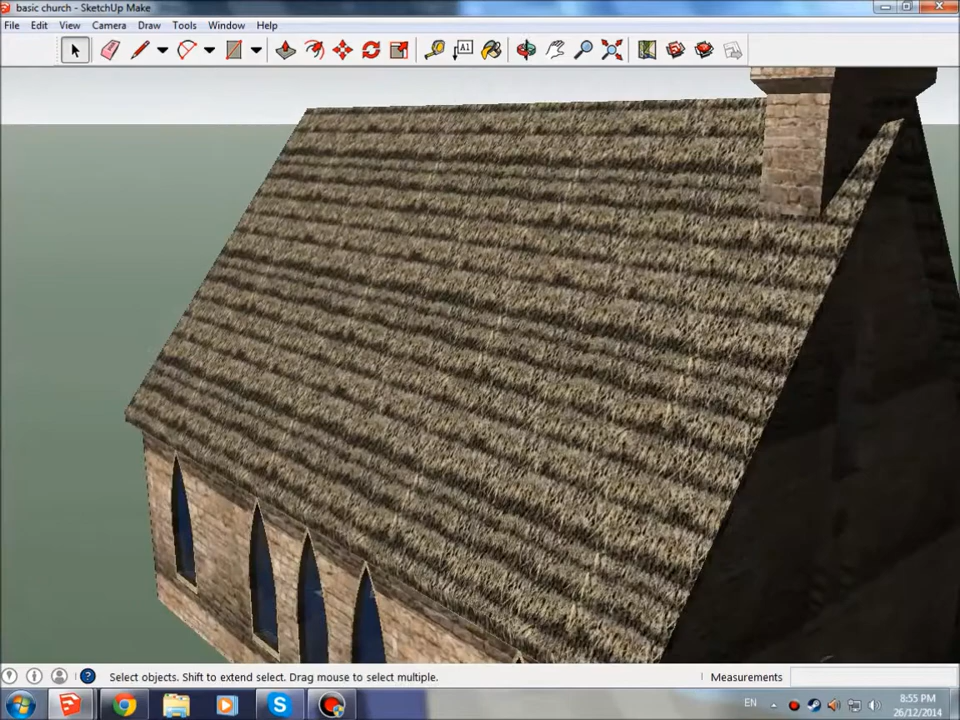 basic church - SketchUp Make
File Edit View Camera Draw Tools Window Help
A1
Select objects. Shift to extend select. Drag mouse to select multiple.
Measurements
EN
8:55 PM
26/12/2014